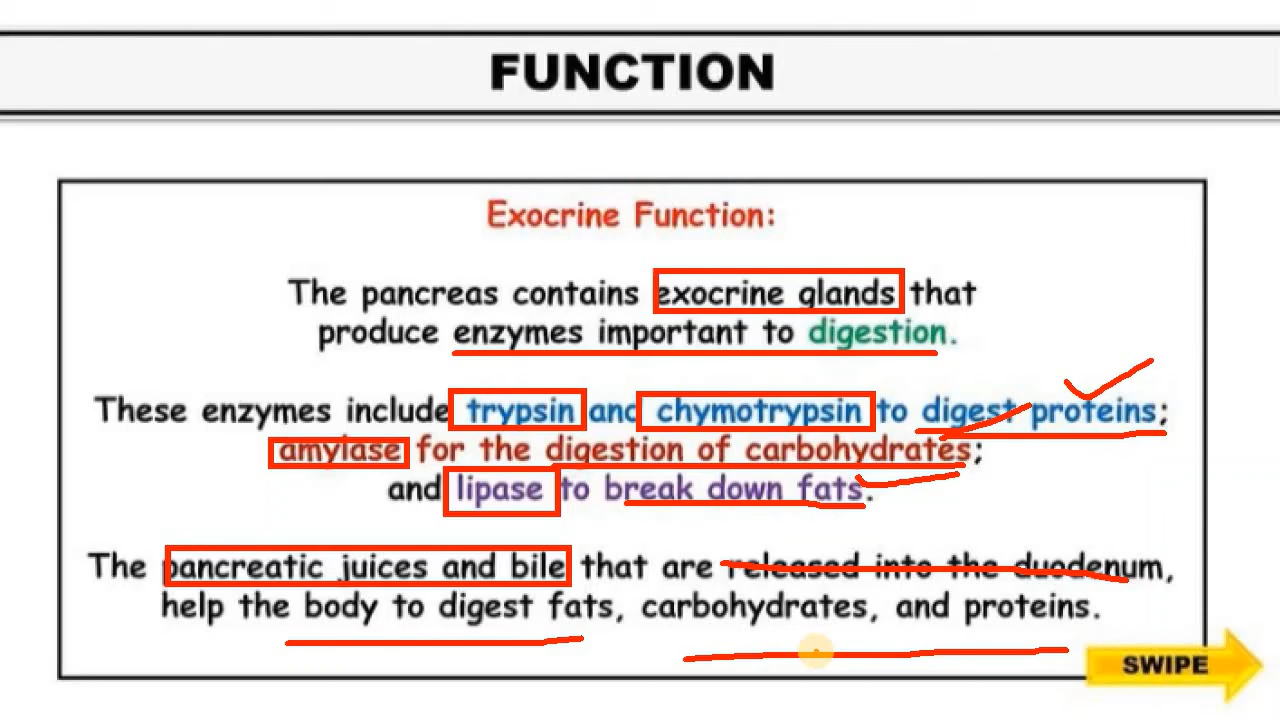 FUNCTION
Exocrine Function:
The pancreas contains exocrine glands that
produce enzymes important to digestion.
These enzymes include trypsin and chymotrypsin to digest proteins;
amylase for the digestion of carbohydrates;
and lipase to break down fats.
The pancreatic juices and bile that are released into the duodenum,
help the body to digest fats, carbohydrates, and proteins.
SWIPE